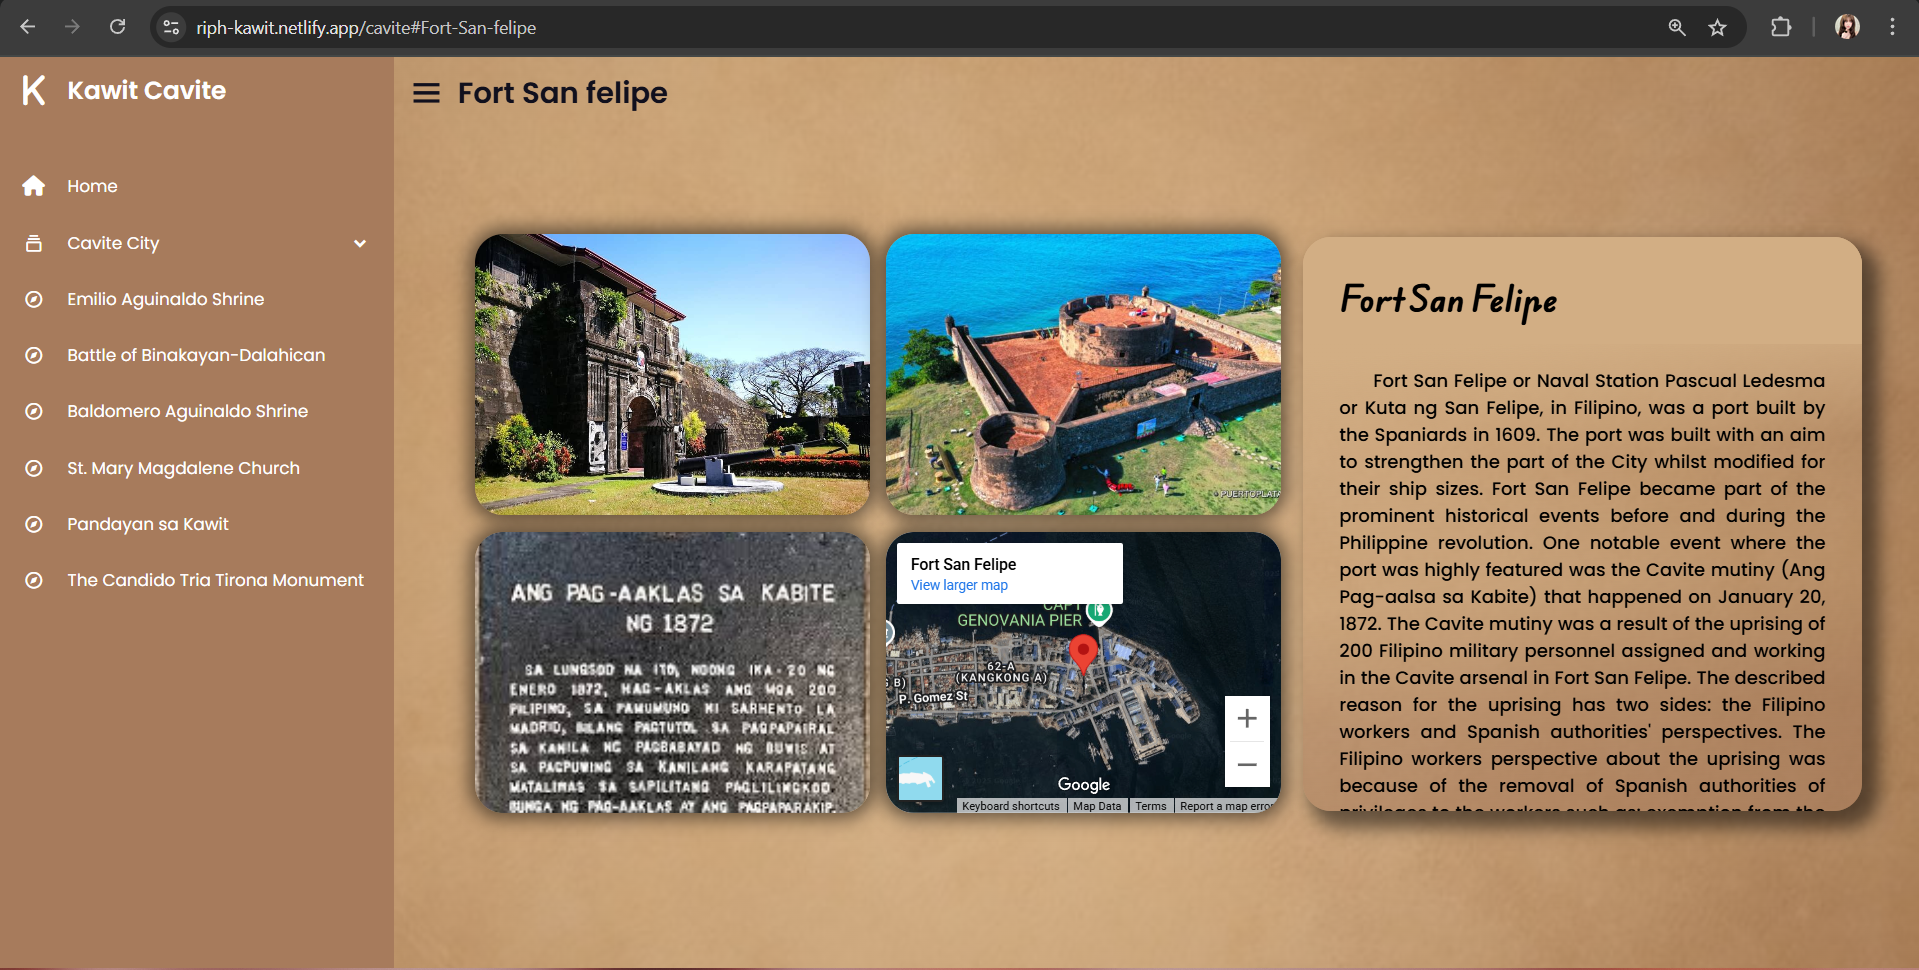 riph-kawit.netlify.app/cavite#Fort-San-felipe
K Kawit Cavite
Fort San felipe
Home
Cavite City
Emilio Aguinaldo Shrine
Battle of Binakayan-Dalahican
Baldomero Aguinaldo Shrine
St. Mary Magdalene Church
Pandayan sa Kawit
The Candido Tria Tirona Monument
© PUERTOPLATA
ANG PAG-AAKLAS SA KABITE
NG 1872
SA LUNGSOD NA ITO, NOONG IKA-20 NG
ENERO 1872, NAG-AKLAS ANG MGA 200
PILIPINO, SA PAMUMUNO NI SARHENTO LA
MADRID, BILANG PAGTUTOL SA PAGPAPAIRAL
SA KANILA NG PAGBABAYAD NG BUWIS AT
SA PAGPUWING SA KANILANG KARAPATANG
MATALINAS SA SAPILITANG PAGLILINGKOD.
BUNGA NG PAG-AAKLAS AT ANG PAGPAPARAKIP.
Fort San Felipe
View larger map
CAPT
GENOVANIA PIER
62-A
(KANGKONG A)
G B)
P. Gomez St
Google
Keyboard shortcuts
Map Data
Terms
Report a map error
Fort San Felipe
Fort San Felipe or Naval Station Pascual Ledesma
or Kuta ng San Felipe, in Filipino, was a port built by
the Spaniards in 1609. The port was built with an aim
to strengthen the part of the City whilst modified for
their ship sizes. Fort San Felipe became part of the
prominent historical events before and during the
Philippine revolution. One notable event where the
port was highly featured was the Cavite mutiny (Ang
Pag-aalsa sa Kabite) that happened on January 20,
1872. The Cavite mutiny was a result of the uprising of
200 Filipino military personnel assigned and working
in the Cavite arsenal in Fort San Felipe. The described
reason for the uprising has two sides: the Filipino
workers and Spanish authorities' perspectives. The
Filipino workers perspective about the uprising was
because of the removal of Spanish authorities of
privileges to the workers such as: exemption from the